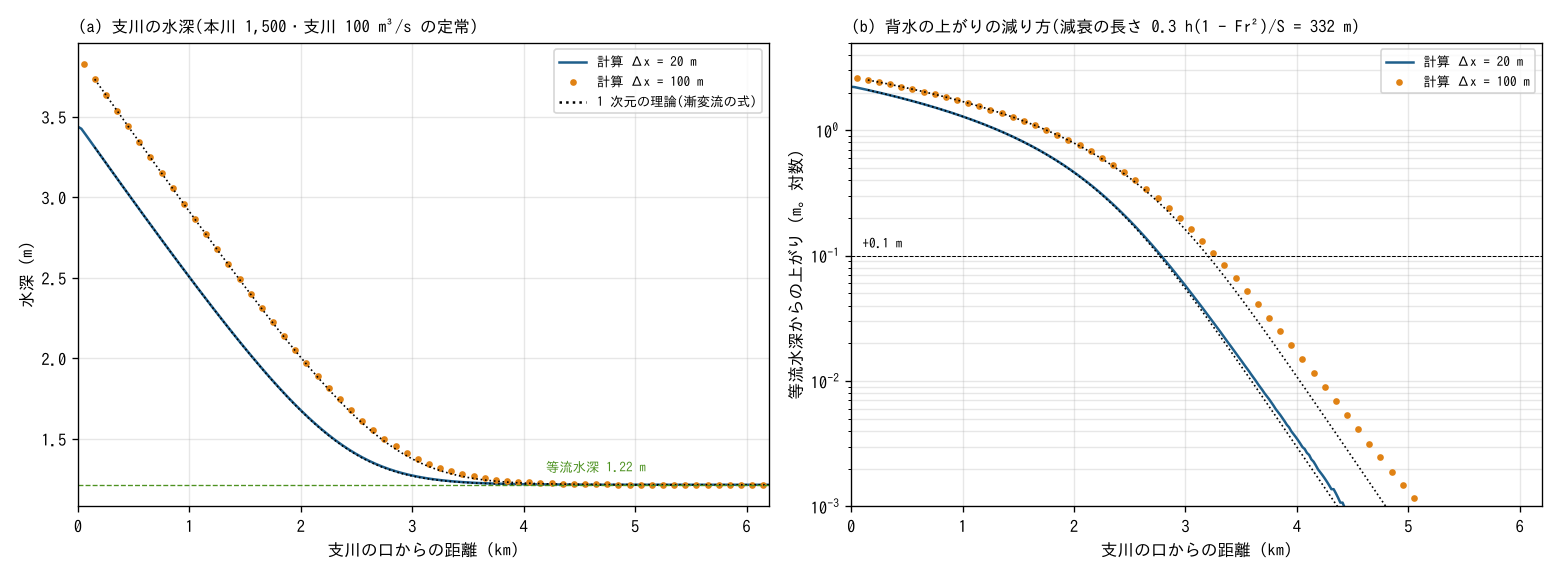 (a) 支川の水深(本川 1,500・支川 100 m³/s の定常)
計算 Δx = 20 m
計算 Δx = 100 m
1 次元の理論(漸変流の式)
水深 (m)
3.5
3.0
2.5
2.0
1.5
等流水深 1.22 m
0 1 2 3 4 5 6
支川の口からの距離 (km)
(b) 背水の上がりの減り方(減衰の長さ 0.3 h(1 − Fr²)/S = 332 m)
計算 Δx = 20 m
計算 Δx = 100 m
等流水深からの上がり (m。対数)
10⁰
10⁻¹
10⁻²
10⁻³
+0.1 m
0 1 2 3 4 5 6
支川の口からの距離 (km)